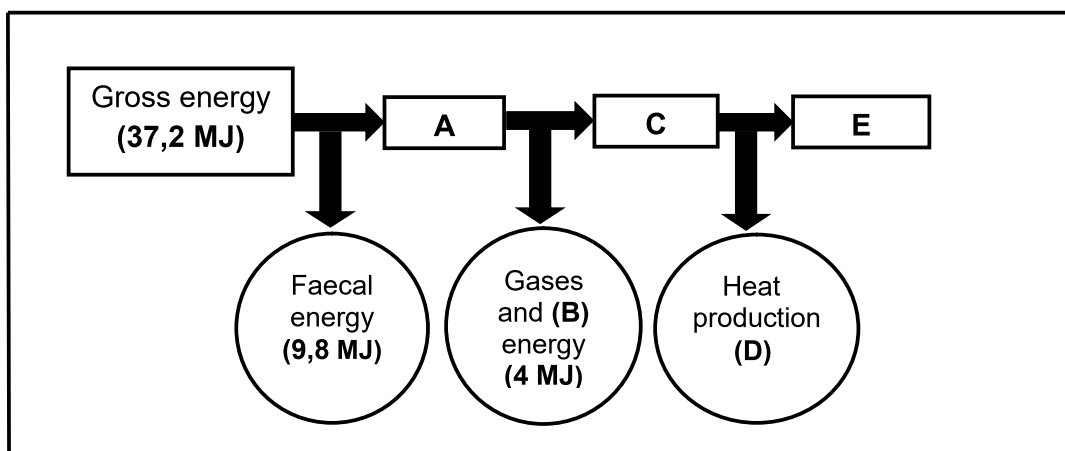 Gross energy
(37,2 MJ)
A
C
E
Faecal
energy
(9,8 MJ)
Gases
and (B)
energy
(4 MJ)
Heat
production
(D)